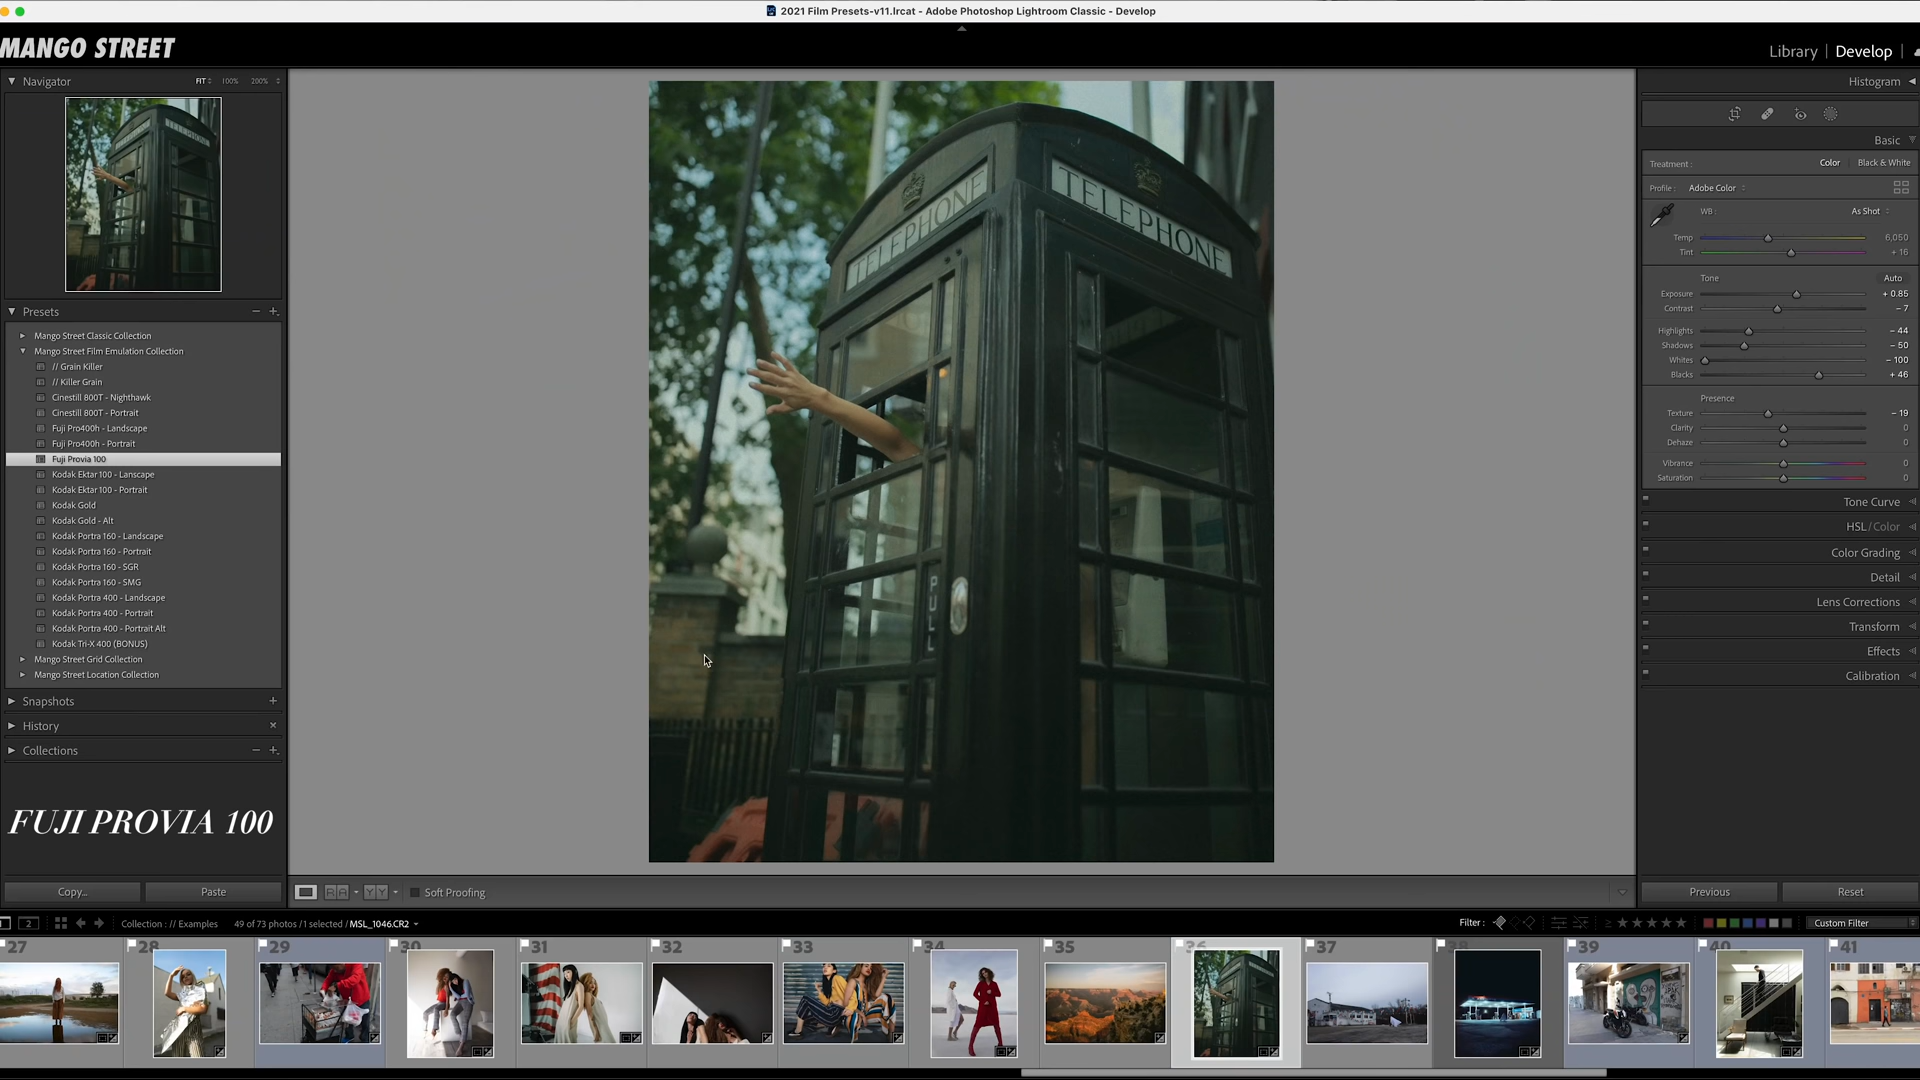 2021 Film Presets-v11.lrcat - Adobe Photoshop Lightroom Classic - Develop
MANGO STREET
Library | Develop |
Navigator
FIT
100%
200%
Histogram
Basic
Treatment :
Color
Black & White
Profile :
Adobe Color
WB :
As Shot
Temp
6,050
Tint
+ 16
Tone
Auto
Exposure
+ 0.85
Contrast
– 7
Highlights
– 44
Shadows
– 50
Whites
– 100
Blacks
+ 46
Presence
Texture
– 19
Clarity
0
Dehaze
0
Vibrance
0
Saturation
0
Tone Curve
HSL / Color
Color Grading
Detail
Lens Corrections
Transform
Effects
Calibration
Presets
Mango Street Classic Collection
Mango Street Film Emulation Collection
// Grain Killer
// Killer Grain
Cinestill 800T - Nighthawk
Cinestill 800T - Portrait
Fuji Pro400h - Landscape
Fuji Pro400h - Portrait
Fuji Provia 100
Kodak Ektar 100 - Lanscape
Kodak Ektar 100 - Portrait
Kodak Gold
Kodak Gold - Alt
Kodak Portra 160 - Landscape
Kodak Portra 160 - Portrait
Kodak Portra 160 - SGR
Kodak Portra 160 - SMG
Kodak Portra 400 - Landscape
Kodak Portra 400 - Portrait
Kodak Portra 400 - Portrait Alt
Kodak Tri-X 400 (BONUS)
Mango Street Grid Collection
Mango Street Location Collection
Snapshots
History
Collections
FUJI PROVIA 100
TELEPHONE
TELEPHONE
PULL
Copy...
Paste
R A
Y Y
Soft Proofing
Previous
Reset
2
Collection : // Examples
49 of 73 photos / 1 selected / MSL_1046.CR2
Filter :
Custom Filter
27
28
29
30
31
32
33
34
35
36
37
38
39
40
41